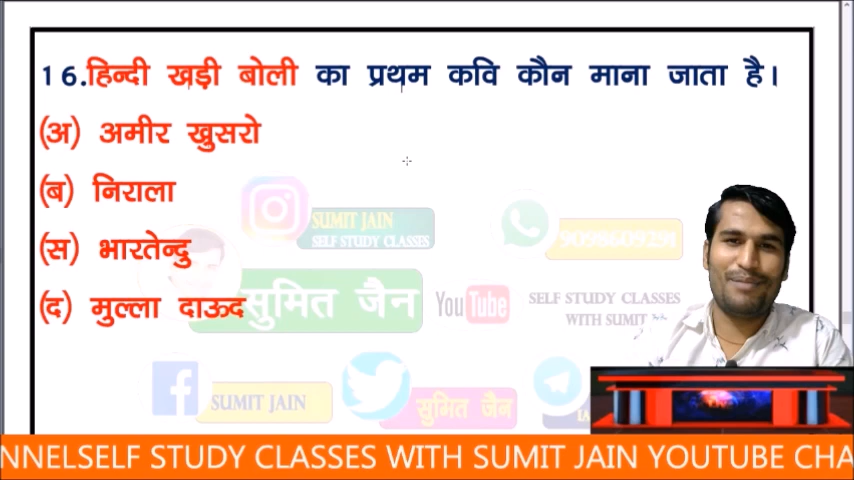 16.हिन्दी खड़ी बोली का प्रथम कवि कौन माना जाता है।
(अ) अमीर खुसरो
(ब) निराला
SUMIT JAIN
SELF STUDY CLASSES
(स) भारतेन्दु
(द) मुल्ला दाऊद
सुमित जैन
YouTube
SELF STUDY CLASSES
WITH SUMIT
SUMIT JAIN
सुमित जैन
NNELSELF STUDY CLASSES WITH SUMIT JAIN YOUTUBE CHA